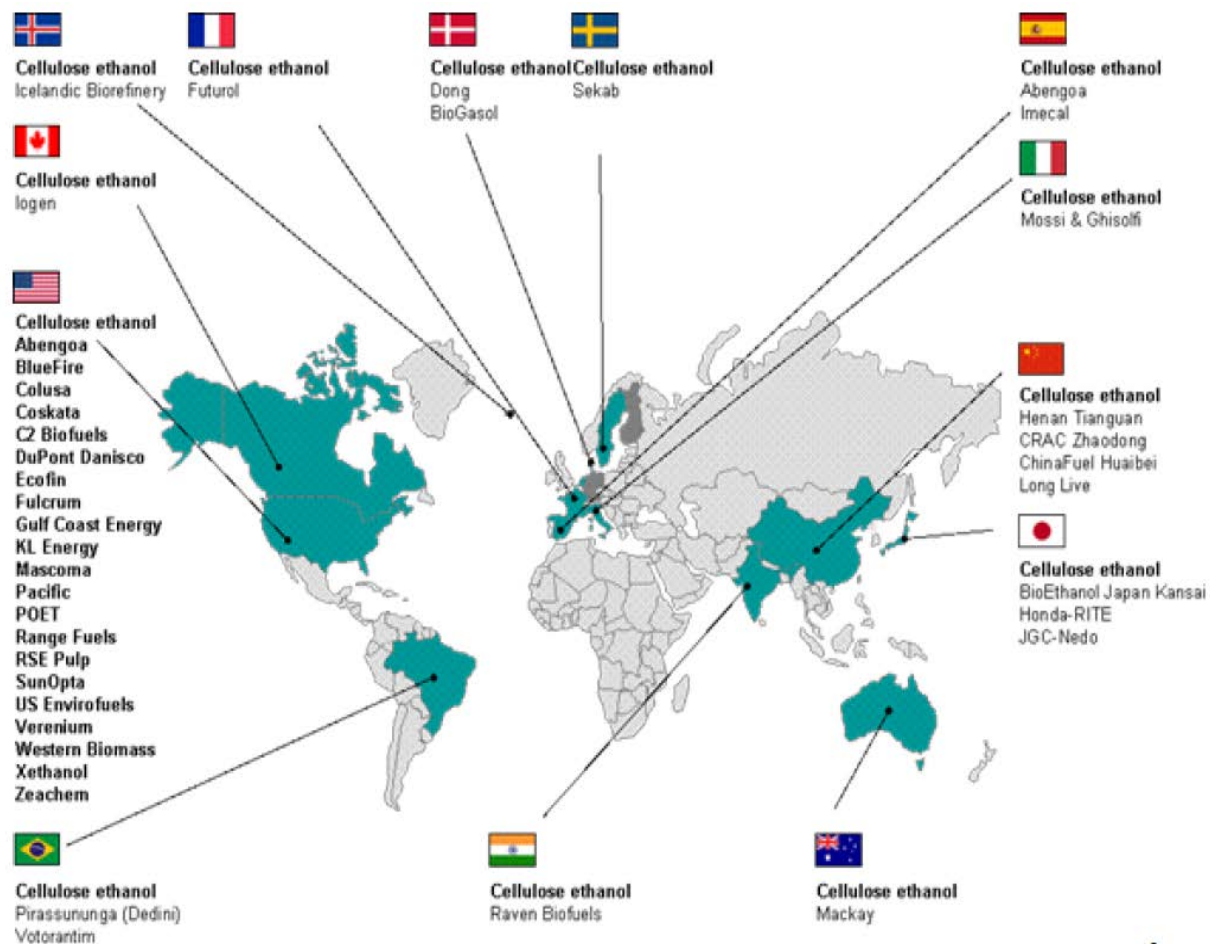 Cellulose ethanol
Icelandic Biorefinery
Cellulose ethanol
Futurol
Cellulose ethanol
Dong
BioGasol
Cellulose ethanol
Sekab
Cellulose ethanol
Abengoa
Imecal
Cellulose ethanol
Iogen
Cellulose ethanol
Mossi & Ghisolfi
Cellulose ethanol
Abengoa
BlueFire
Colusa
Coskata
C2 Biofuels
DuPont Danisco
Ecofin
Fulcrum
Gulf Coast Energy
KL Energy
Mascoma
Pacific
POET
Range Fuels
RSE Pulp
SunOpta
US Envirofuels
Verenium
Western Biomass
Xethanol
Zeachem
Cellulose ethanol
Henan Tianguan
CRAC Zhaodong
ChinaFuel Huaibei
Long Live
Cellulose ethanol
BioEthanol Japan Kansai
Honda-RITE
JGC-Nedo
Cellulose ethanol
Pirassununga (Dedini)
Votorantim
Cellulose ethanol
Raven Biofuels
Cellulose ethanol
Mackay